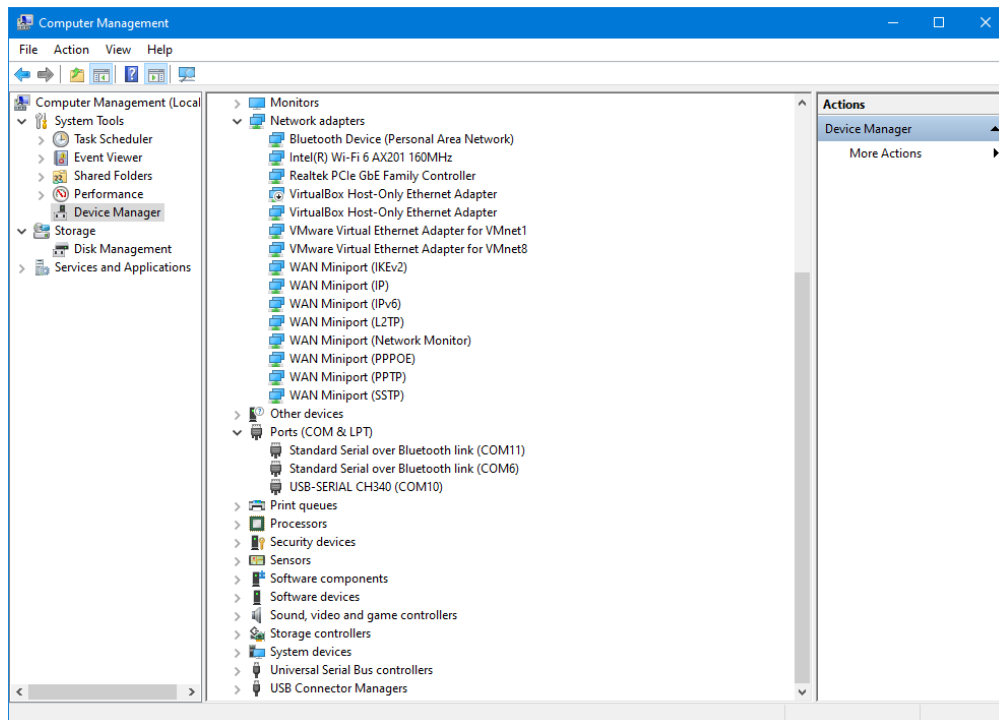 Computer Management
File Action View Help
Computer Management (Local
System Tools
Task Scheduler
Event Viewer
Shared Folders
Performance
Device Manager
Storage
Disk Management
Services and Applications
Monitors
Network adapters
Bluetooth Device (Personal Area Network)
Intel(R) Wi-Fi 6 AX201 160MHz
Realtek PCIe GbE Family Controller
VirtualBox Host-Only Ethernet Adapter
VirtualBox Host-Only Ethernet Adapter
VMware Virtual Ethernet Adapter for VMnet1
VMware Virtual Ethernet Adapter for VMnet8
WAN Miniport (IKEv2)
WAN Miniport (IP)
WAN Miniport (IPv6)
WAN Miniport (L2TP)
WAN Miniport (Network Monitor)
WAN Miniport (PPPOE)
WAN Miniport (PPTP)
WAN Miniport (SSTP)
Other devices
Ports (COM & LPT)
Standard Serial over Bluetooth link (COM11)
Standard Serial over Bluetooth link (COM6)
USB-SERIAL CH340 (COM10)
Print queues
Processors
Security devices
Sensors
Software components
Software devices
Sound, video and game controllers
Storage controllers
System devices
Universal Serial Bus controllers
USB Connector Managers
Actions
Device Manager
More Actions